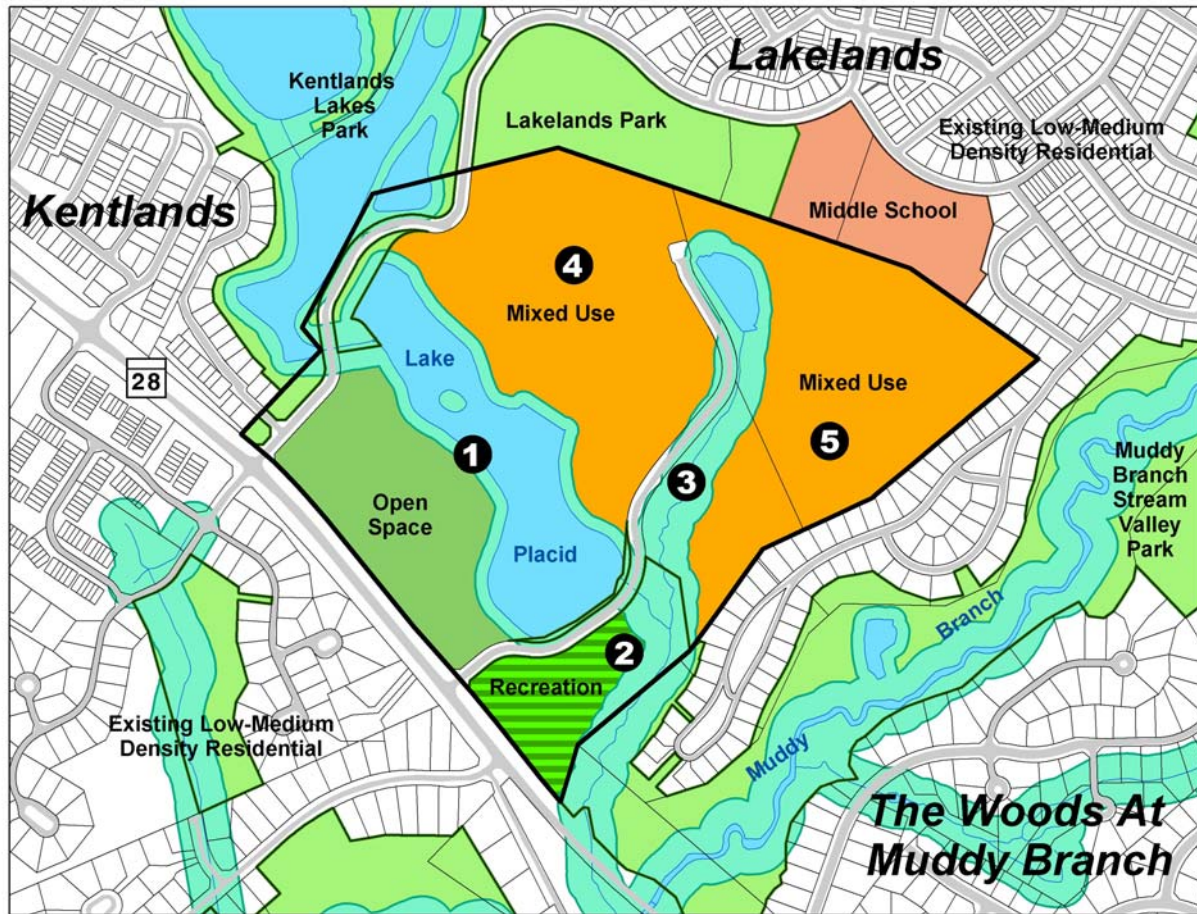 Lakelands
Kentlands
Lakes
Park
Lakelands Park
Existing Low-Medium
Density Residential
Kentlands
Middle School
4
Mixed Use
28
Lake
Mixed Use
5
1
3
Muddy
Branch
Stream
Valley
Park
Open
Space
Placid
Branch
2
Recreation
Existing Low-Medium
Density Residential
Muddy
The Woods At
Muddy Branch